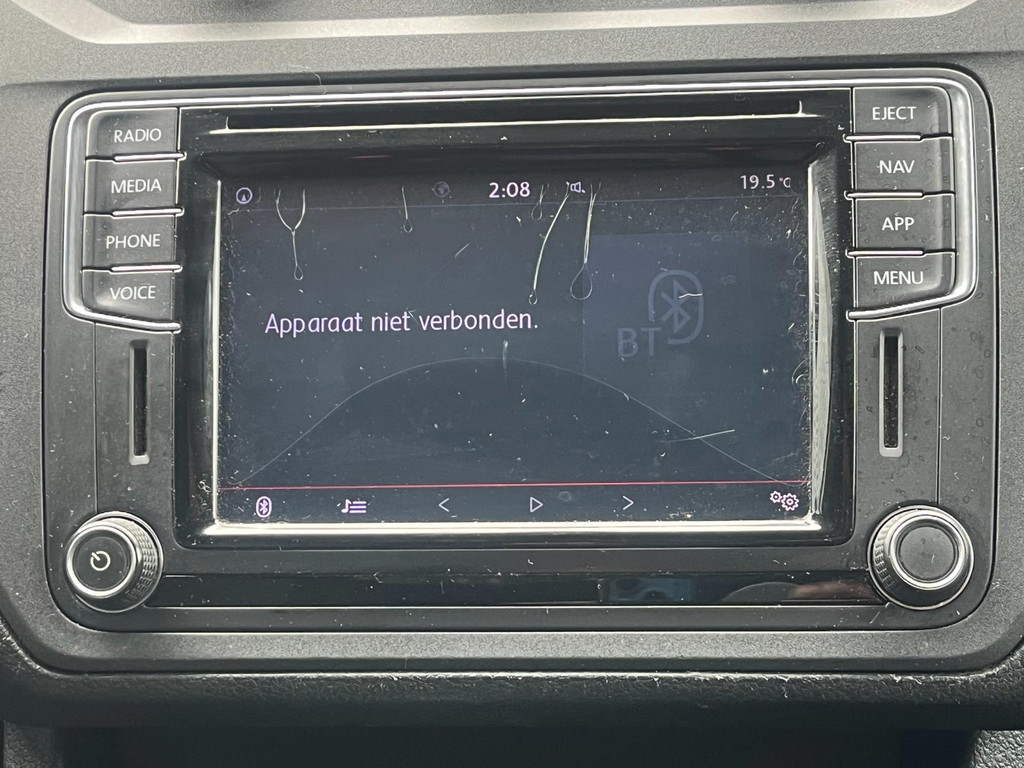 RADIO
MEDIA
PHONE
VOICE
2:08
19.5 °C
Apparaat niet verbonden.
BT
EJECT
NAV
APP
MENU